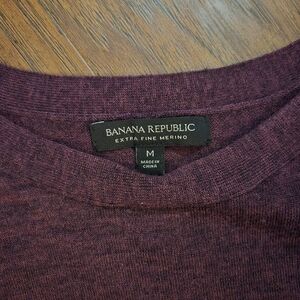 BANANA REPUBLIC
EXTRA FINE MERINO
M
MADE IN
CHINA